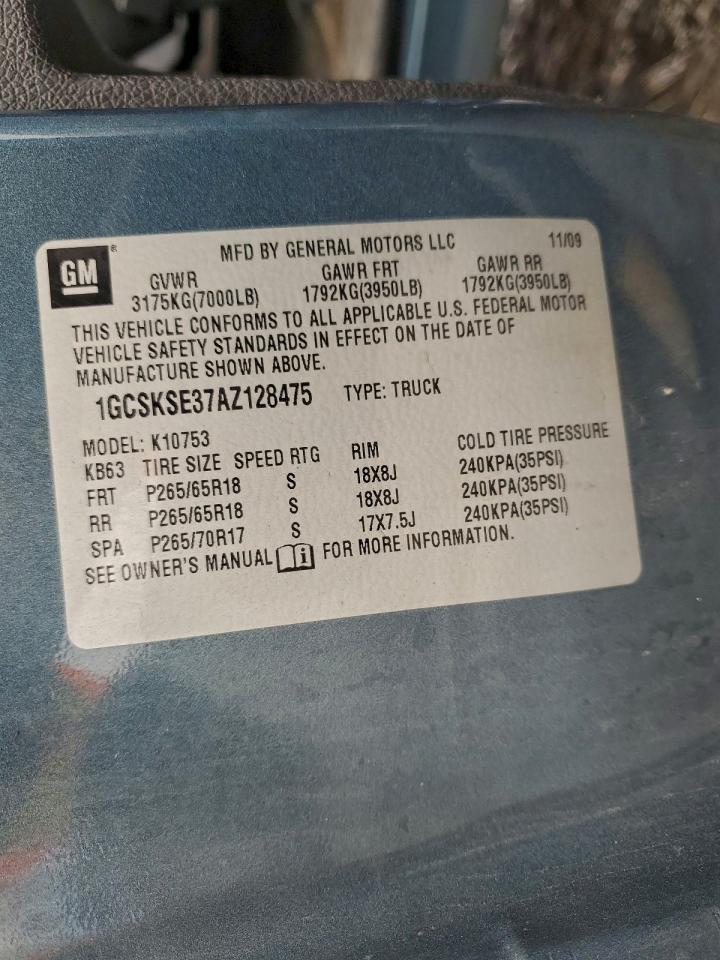 GM ® MFD BY GENERAL MOTORS LLC 11/09
GVWR GAWR FRT GAWR RR
3175KG(7000LB) 1792KG(3950LB) 1792KG(3950LB)
THIS VEHICLE CONFORMS TO ALL APPLICABLE U.S. FEDERAL MOTOR
VEHICLE SAFETY STANDARDS IN EFFECT ON THE DATE OF
MANUFACTURE SHOWN ABOVE.
1GCSKSE37AZ128475 TYPE: TRUCK
MODEL: K10753
KB63 TIRE SIZE SPEED RTG RIM COLD TIRE PRESSURE
FRT P265/65R18 S 18X8J 240KPA(35PSI)
RR P265/65R18 S 18X8J 240KPA(35PSI)
SPA P265/70R17 S 17X7.5J 240KPA(35PSI)
SEE OWNER'S MANUAL i FOR MORE INFORMATION.